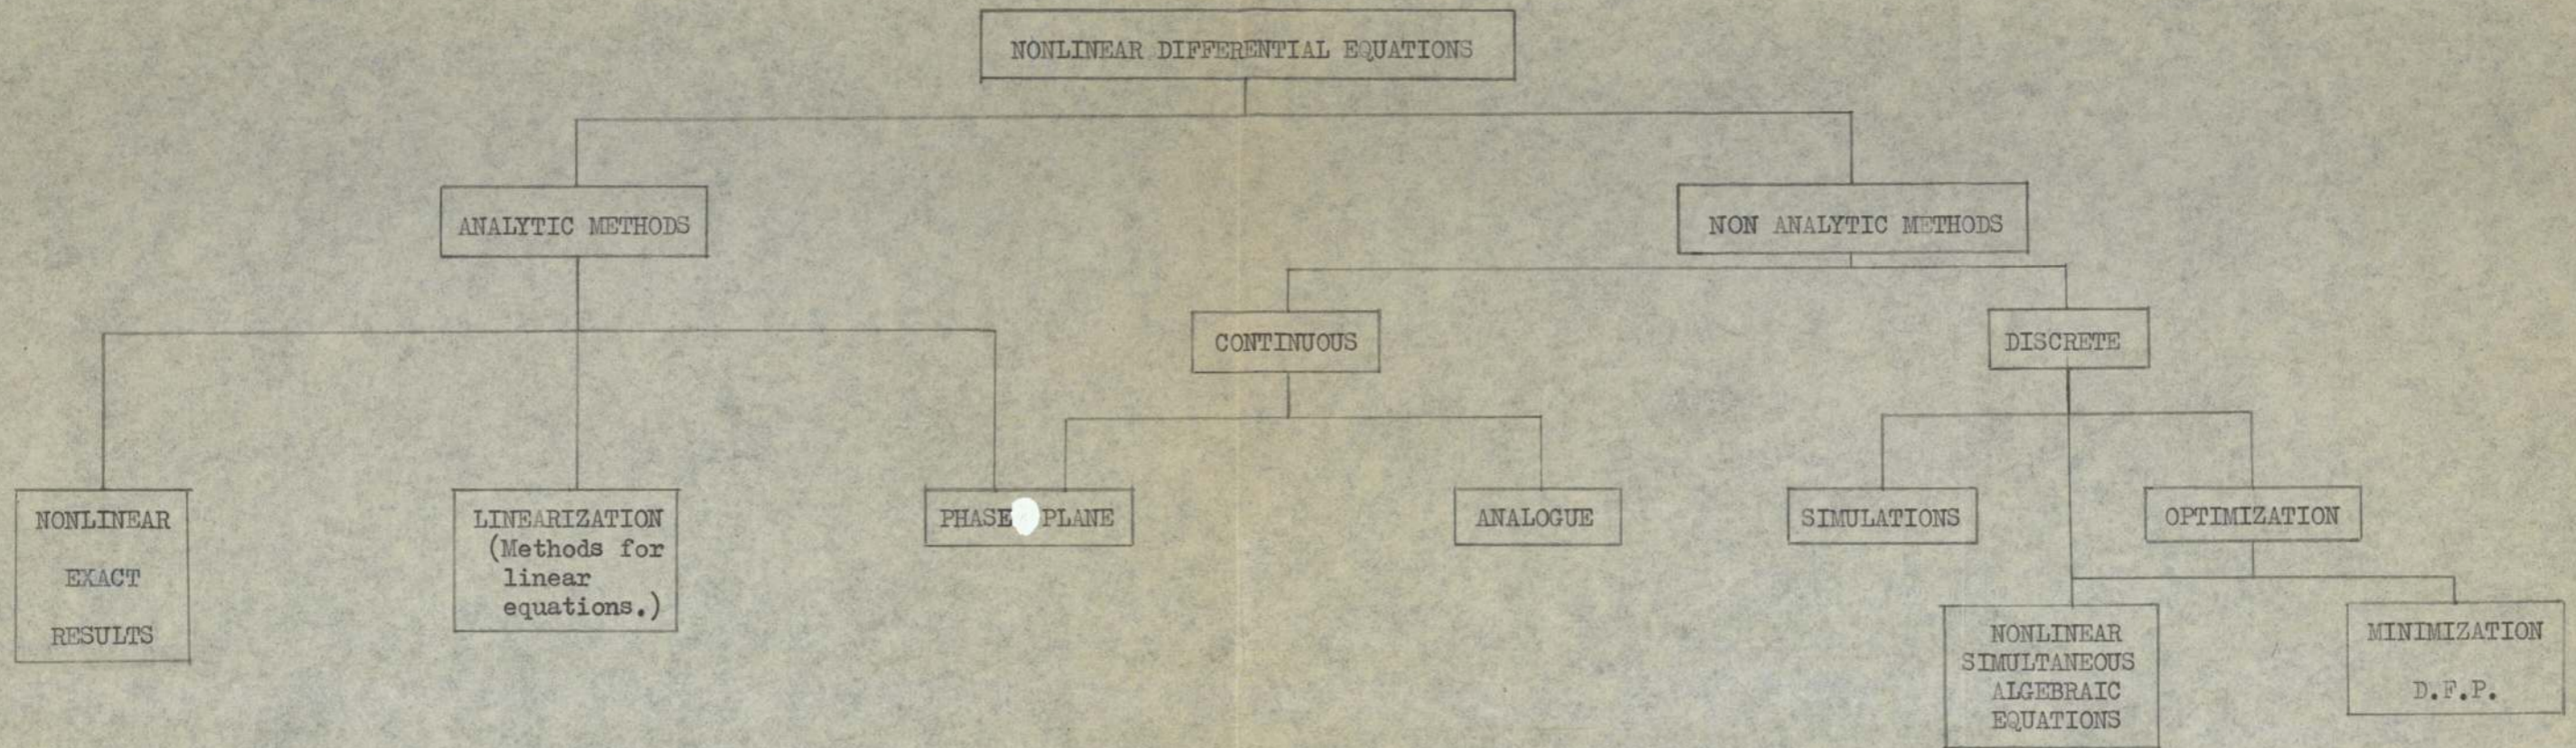 NONLINEAR DIFFERENTIAL EQUATIONS
ANALYTIC METHODS
NON ANALYTIC METHODS
CONTINUOUS
DISCRETE
NONLINEAR
EXACT
RESULTS
LINEARIZATION
(Methods for
linear
equations.)
PHASE PLANE
ANALOGUE
SIMULATIONS
OPTIMIZATION
NONLINEAR
SIMULTANEOUS
ALGEBRAIC
EQUATIONS
MINIMIZATION
D.F.P.